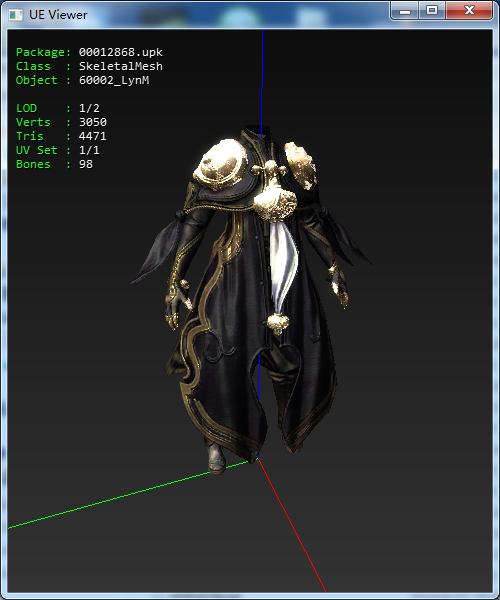 UE Viewer
Package: 00012868.upk
Class  : SkeletalMesh
Object : 60002_LynM
LOD    : 1/2
Verts  : 3050
Tris   : 4471
UV Set : 1/1
Bones  : 98